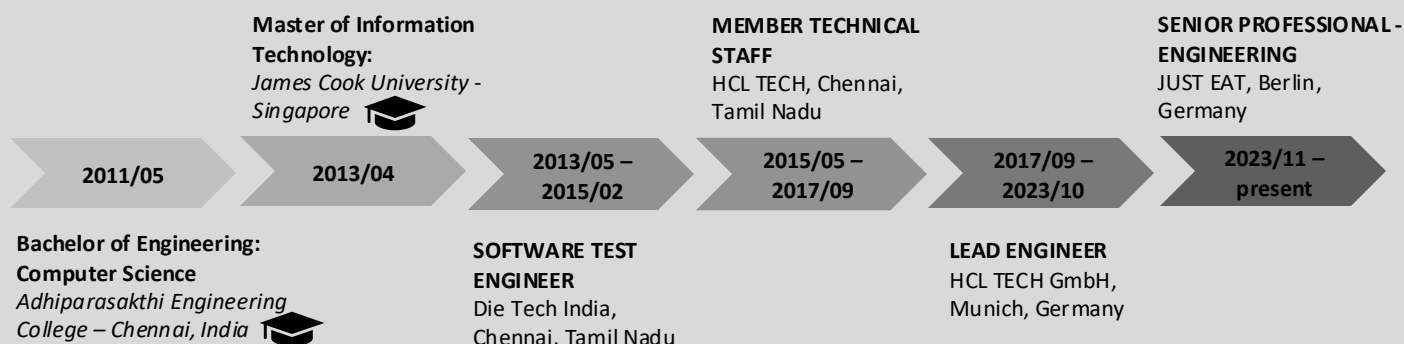 Master of Information
Technology:
James Cook University -
Singapore
MEMBER TECHNICAL
STAFF
HCL TECH, Chennai,
Tamil Nadu
SENIOR PROFESSIONAL -
ENGINEERING
JUST EAT, Berlin,
Germany
2011/05
2013/04
2013/05 –
2015/02
2015/05 –
2017/09
2017/09 –
2023/10
2023/11 –
present
Bachelor of Engineering:
Computer Science
Adhiparasakthi Engineering
College – Chennai, India
SOFTWARE TEST
ENGINEER
Die Tech India,
Chennai, Tamil Nadu
LEAD ENGINEER
HCL TECH GmbH,
Munich, Germany